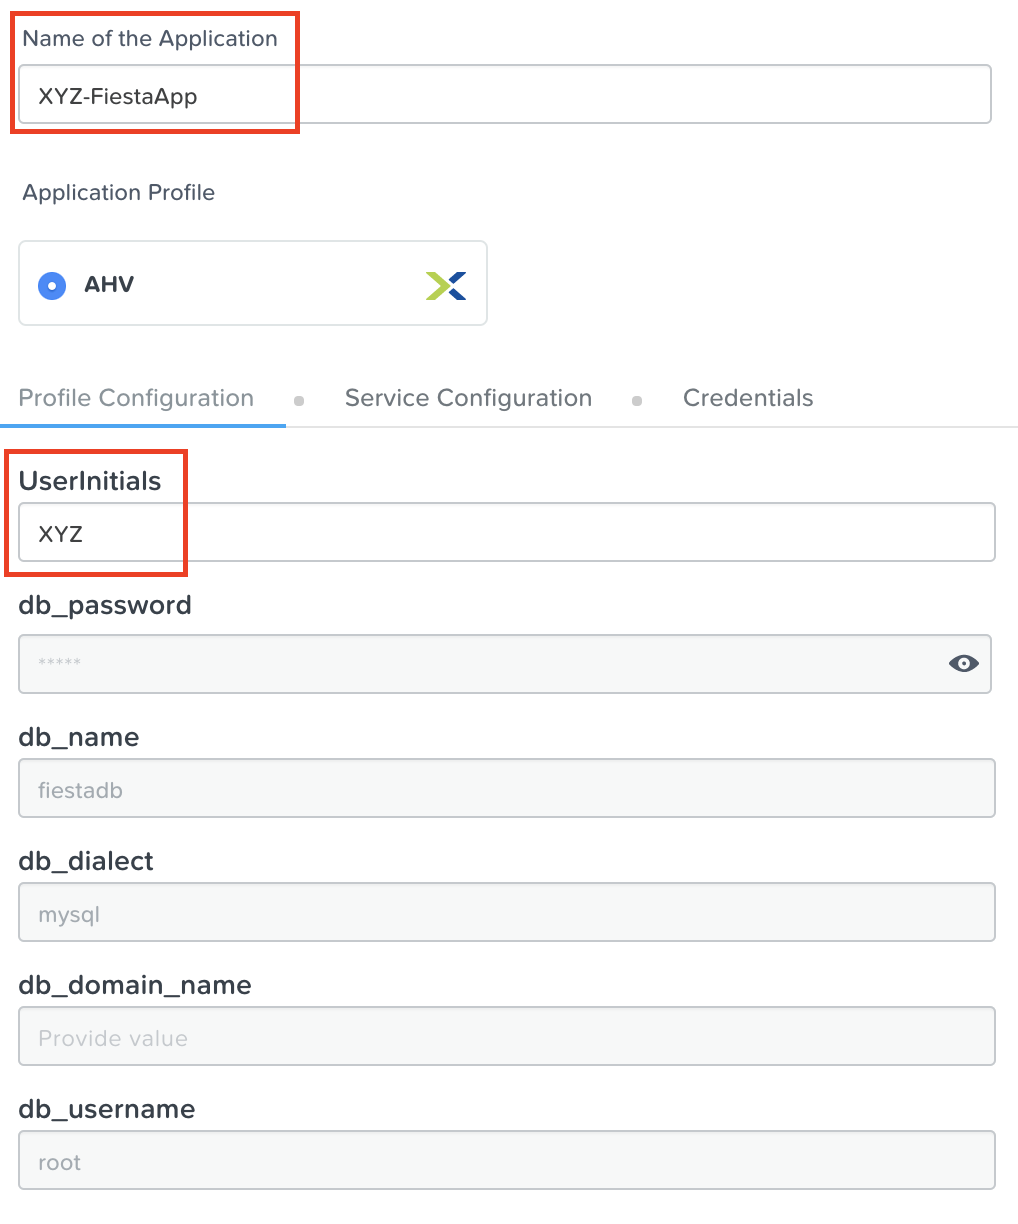 Name of the Application
XYZ-FiestaApp
Application Profile
AHV
Profile Configuration Service Configuration Credentials
UserInitials
XYZ
db_password
*****
db_name
fiestadb
db_dialect
mysql
db_domain_name
Provide value
db_username
root